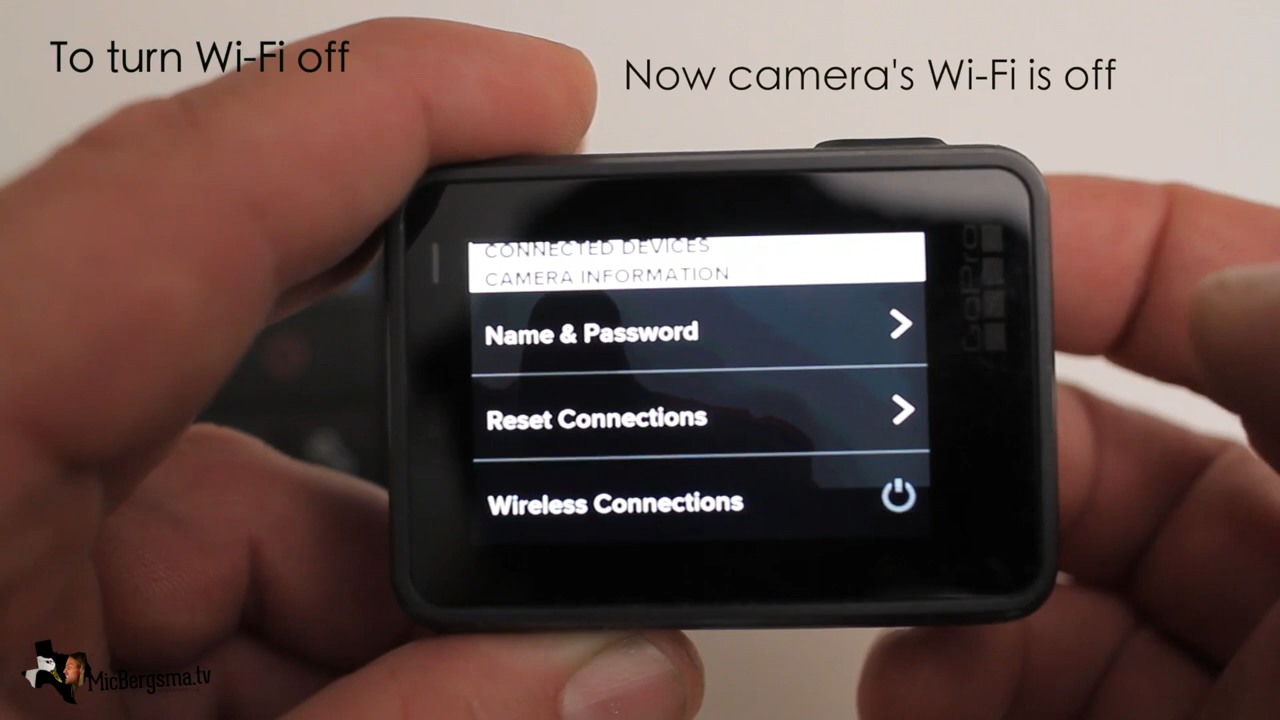 To turn Wi-Fi off
Now camera's Wi-Fi is off
CONNECTED DEVICES
CAMERA INFORMATION
Name & Password
Reset Connections
Wireless Connections
GoPro
MicBergsma.tv